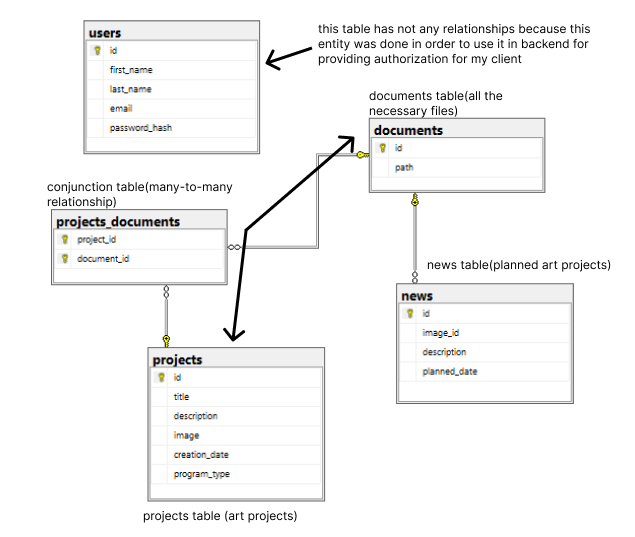 users
id
first_name
last_name
email
password_hash
this table has not any relationships because this
entity was done in order to use it in backend for
providing authorization for my client
documents table(all the
necessary files)
documents
id
path
conjunction table(many-to-many
relationship)
projects_documents
project_id
document_id
news table(planned art projects)
news
id
image_id
description
planned_date
projects
id
title
description
image
creation_date
program_type
projects table (art projects)